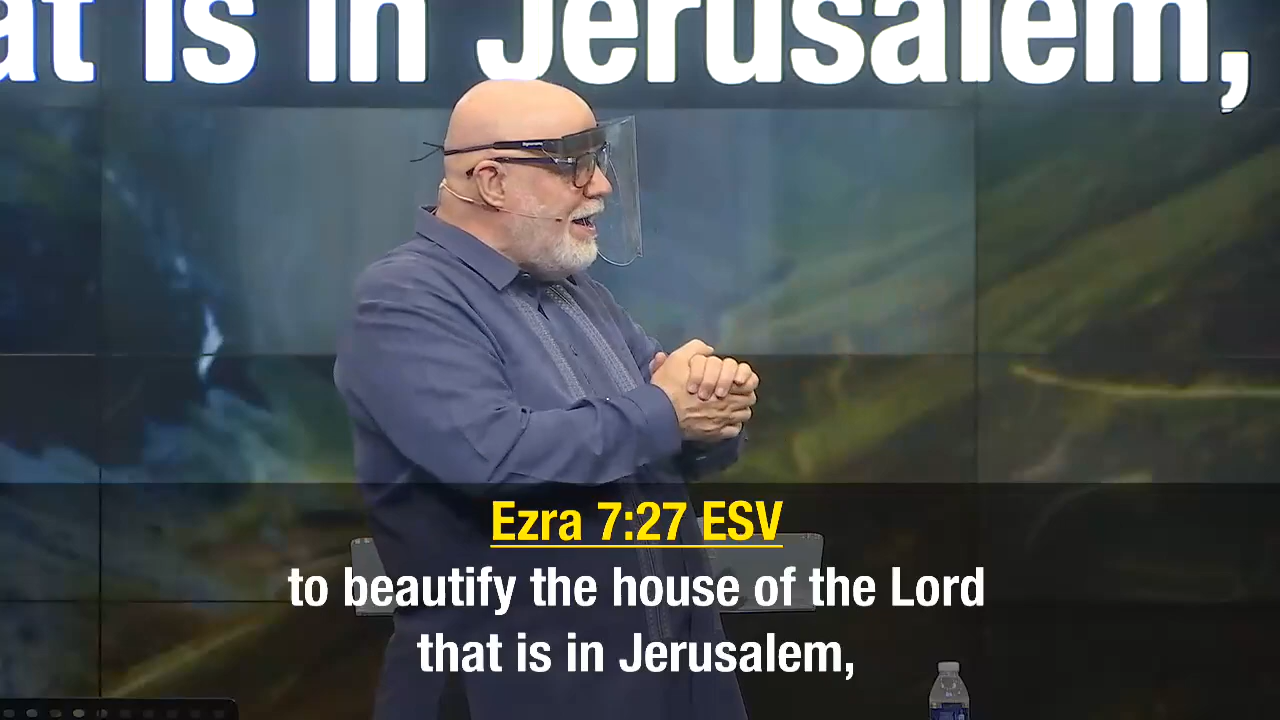 at is in Jerusalem,
Ezra 7:27 ESV
to beautify the house of the Lord
that is in Jerusalem,